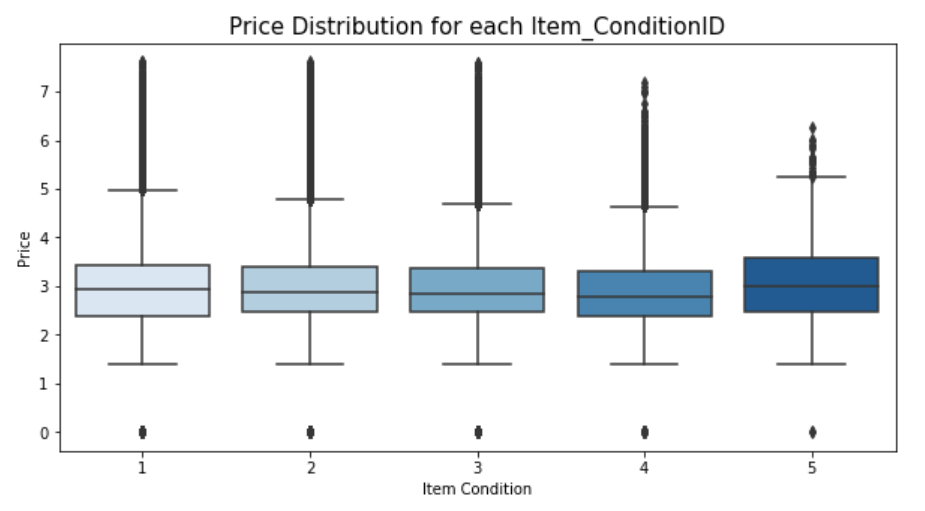 Price Distribution for each Item_ConditionID
Price
7
6
5
4
3
2
1
0
1 2 3 4 5
Item Condition